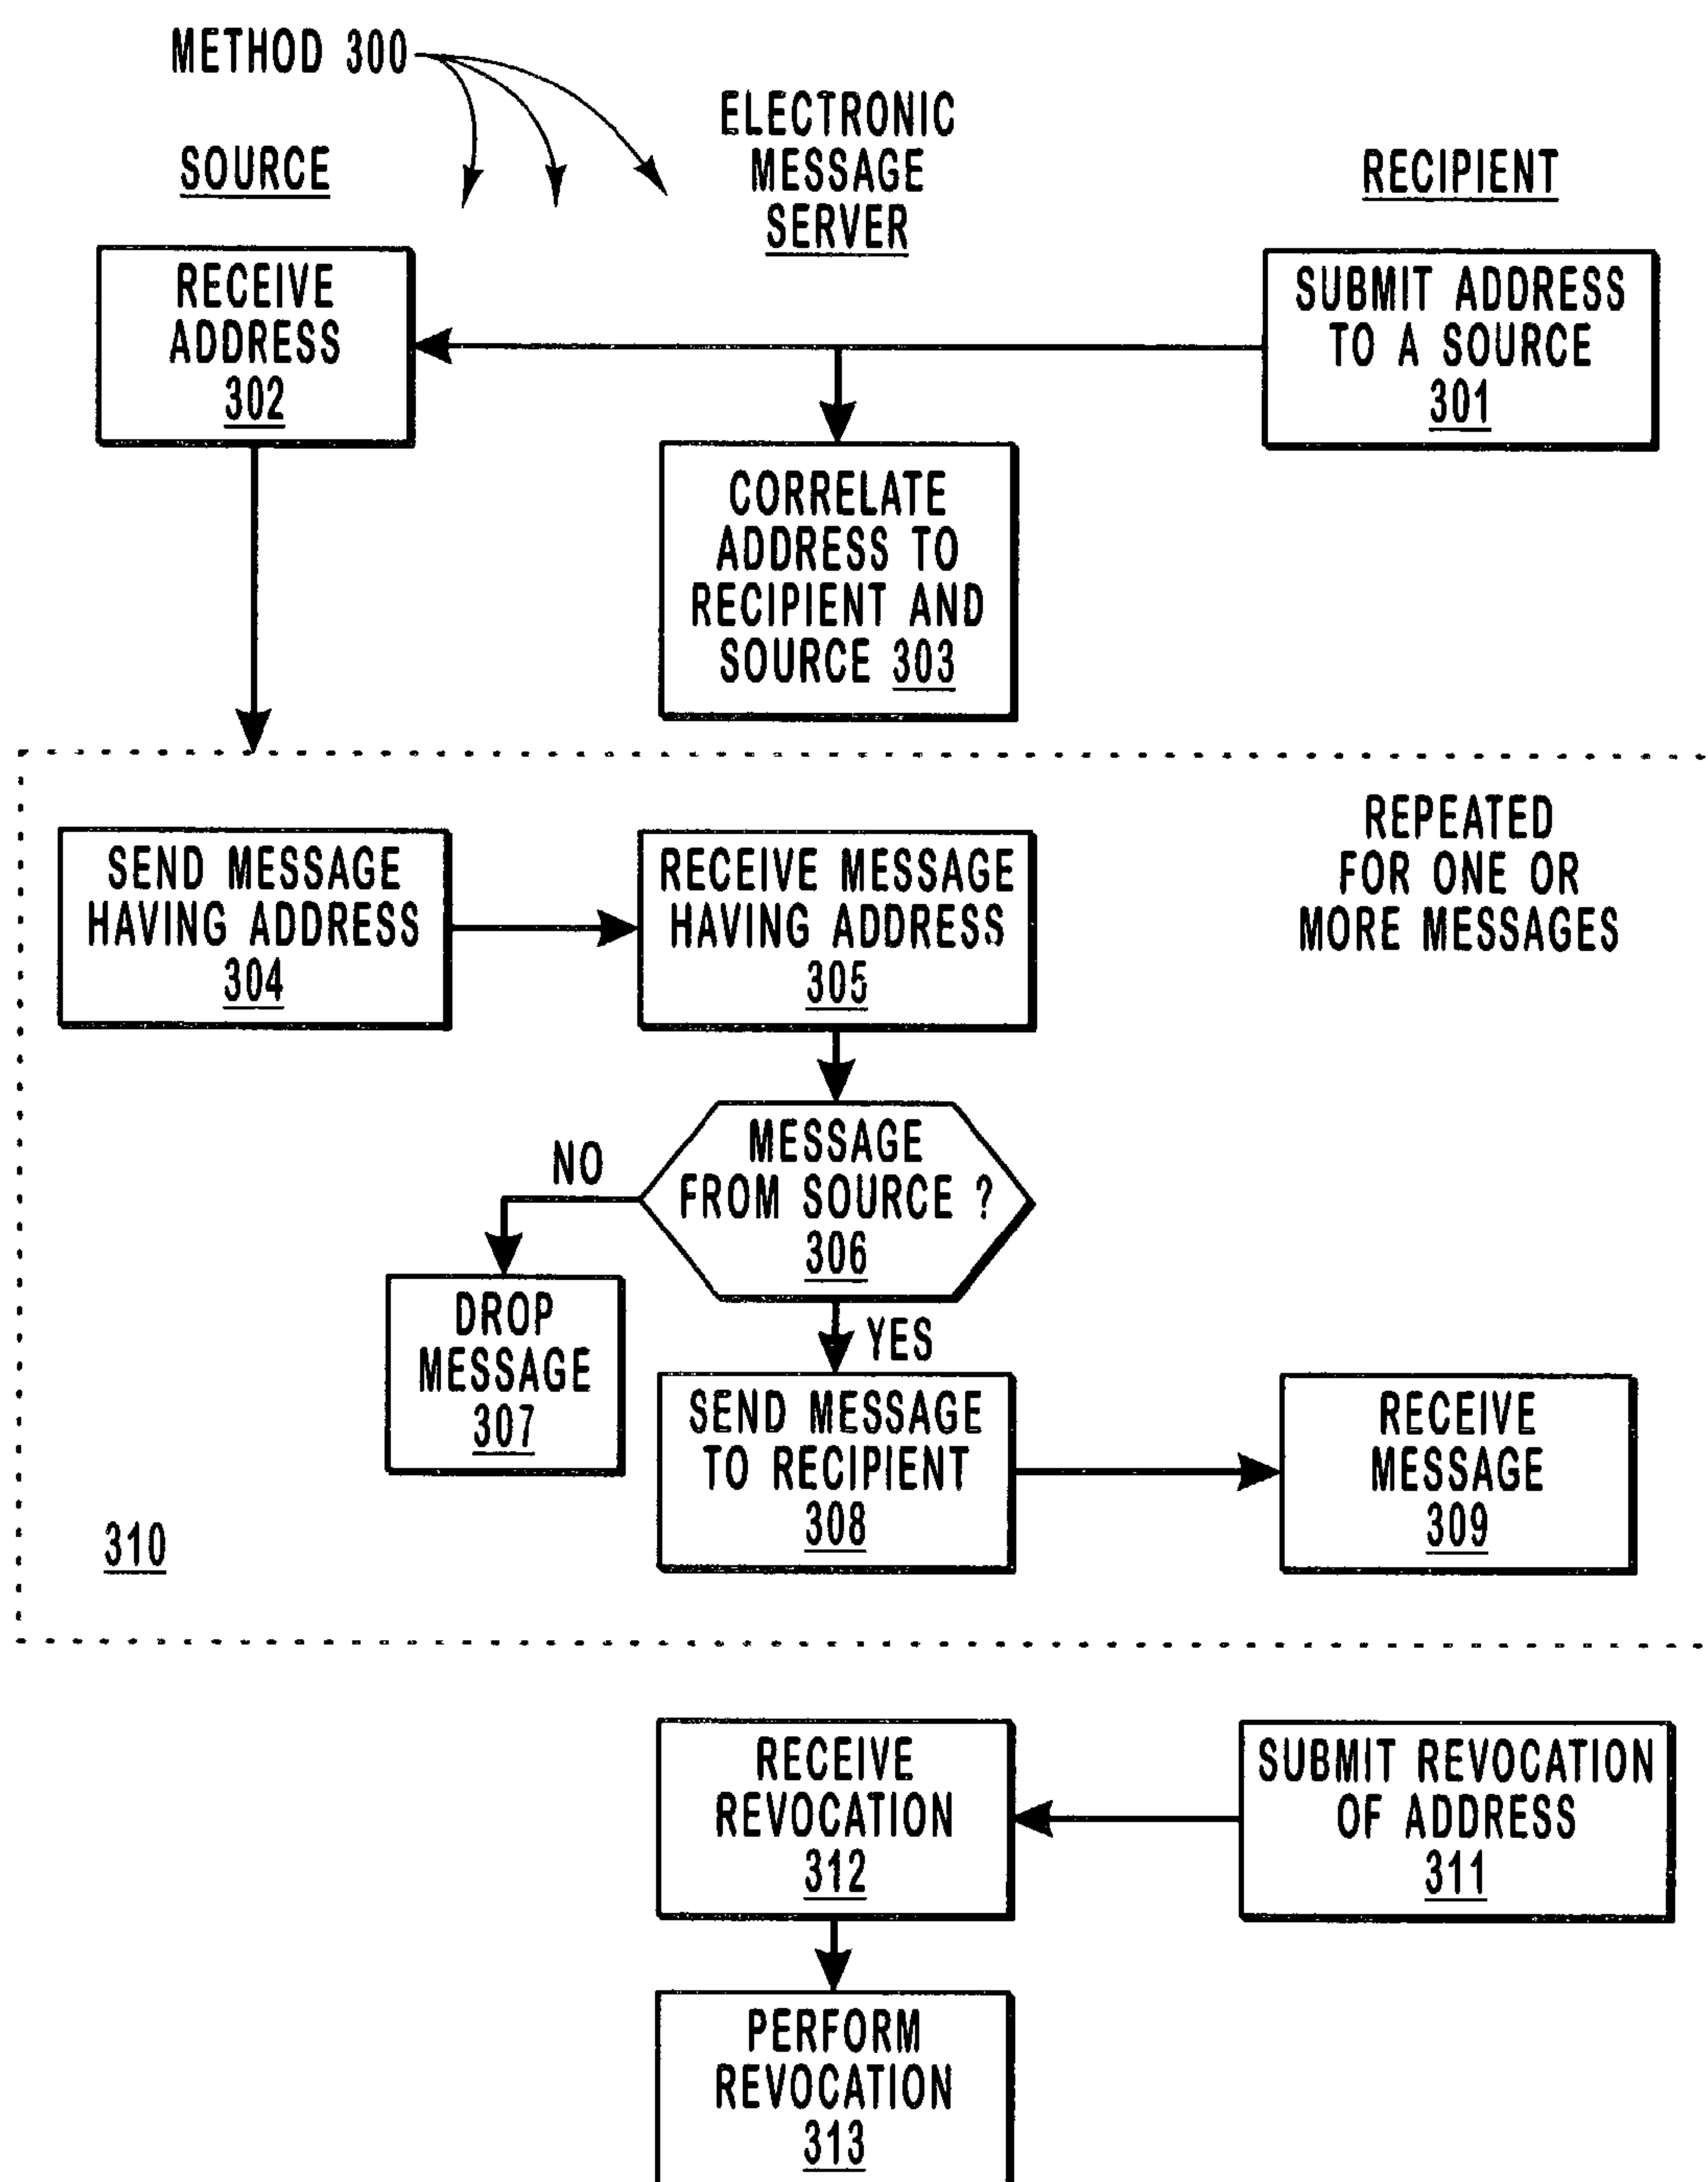 METHOD 300
SOURCE
ELECTRONIC
MESSAGE
SERVER
RECIPIENT
RECEIVE
ADDRESS
302
SUBMIT ADDRESS
TO A SOURCE
301
CORRELATE
ADDRESS TO
RECIPIENT AND
SOURCE 303
REPEATED
FOR ONE OR
MORE MESSAGES
SEND MESSAGE
HAVING ADDRESS
304
RECEIVE MESSAGE
HAVING ADDRESS
305
MESSAGE
FROM SOURCE ?
306
NO
YES
DROP
MESSAGE
307
SEND MESSAGE
TO RECIPIENT
308
RECEIVE
MESSAGE
309
310
RECEIVE
REVOCATION
312
SUBMIT REVOCATION
OF ADDRESS
311
PERFORM
REVOCATION
313